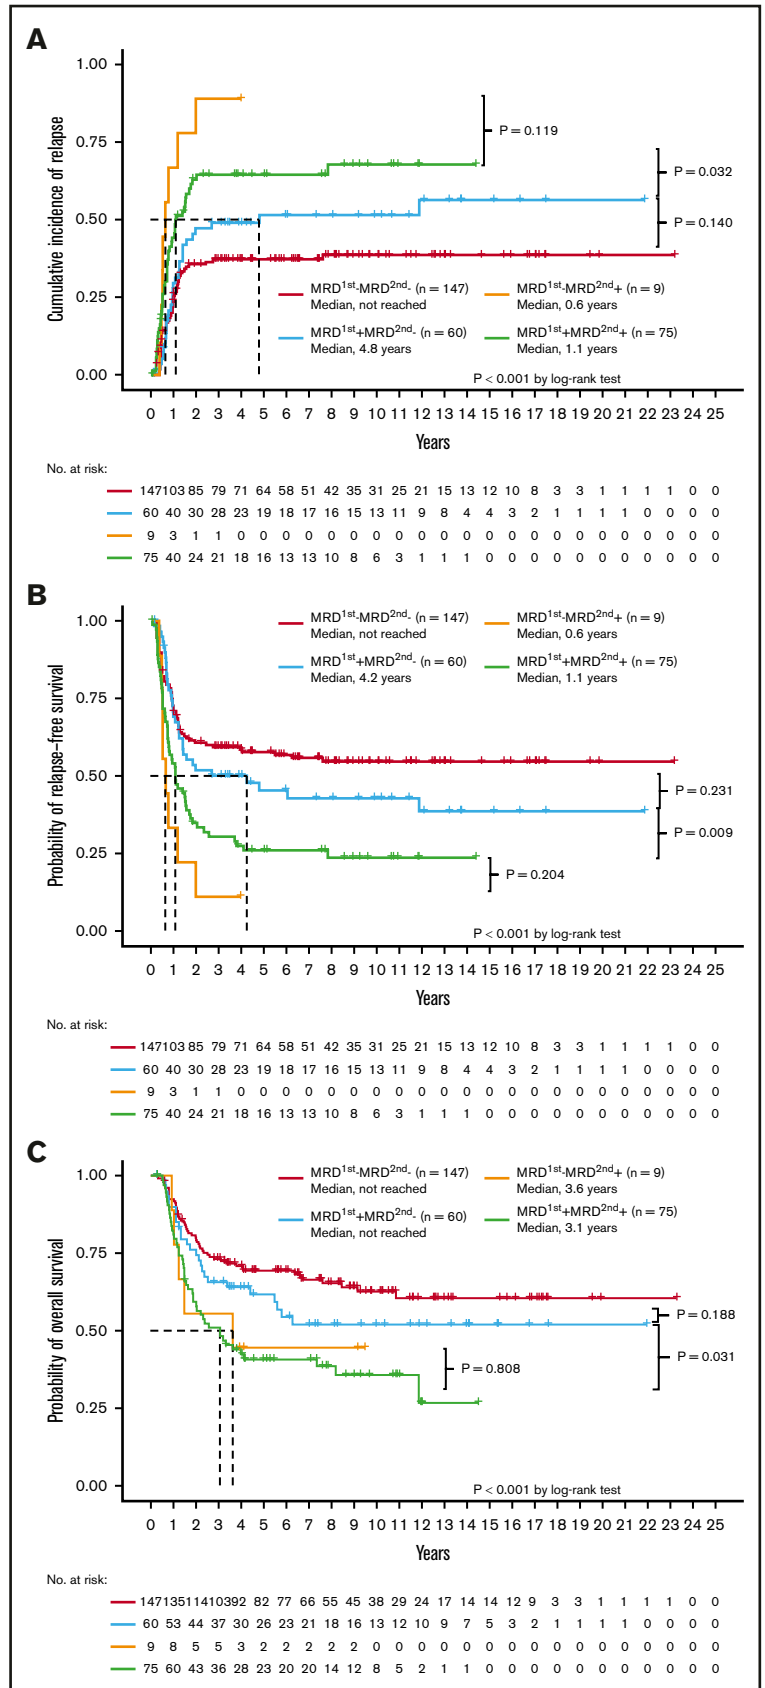 A
Cumulative incidence of relapse
1.00
0.75
0.50
0.25
0.00
P = 0.119
P = 0.032
P = 0.140
MRD1st-MRD2nd- (n = 147)
Median, not reached
MRD1st-MRD2nd+ (n = 9)
Median, 0.6 years
MRD1st+MRD2nd- (n = 60)
Median, 4.8 years
MRD1st+MRD2nd+ (n = 75)
Median, 1.1 years
P < 0.001 by log-rank test
0 1 2 3 4 5 6 7 8 9 10 11 12 13 14 15 16 17 18 19 20 21 22 23 24 25
Years
No. at risk:
147 103 85 79 71 64 58 51 42 35 31 25 21 15 13 12 10 8 3 3 1 1 1 1 0 0
60 40 30 28 23 19 18 17 16 15 13 11 9 8 4 4 3 2 1 1 1 1 0 0 0 0
9 3 1 1 0 0 0 0 0 0 0 0 0 0 0 0 0 0 0 0 0 0 0 0 0 0
75 40 24 21 18 16 13 13 10 8 6 3 1 1 1 0 0 0 0 0 0 0 0 0 0 0
B
Probability of relapse-free survival
1.00
0.75
0.50
0.25
0.00
MRD1st-MRD2nd- (n = 147)
Median, not reached
MRD1st-MRD2nd+ (n = 9)
Median, 0.6 years
MRD1st+MRD2nd- (n = 60)
Median, 4.2 years
MRD1st+MRD2nd+ (n = 75)
Median, 1.1 years
P = 0.231
P = 0.009
P = 0.204
P < 0.001 by log-rank test
0 1 2 3 4 5 6 7 8 9 10 11 12 13 14 15 16 17 18 19 20 21 22 23 24 25
Years
No. at risk:
147 103 85 79 71 64 58 51 42 35 31 25 21 15 13 12 10 8 3 3 1 1 1 1 0 0
60 40 30 28 23 19 18 17 16 15 13 11 9 8 4 4 3 2 1 1 1 1 0 0 0 0
9 3 1 1 0 0 0 0 0 0 0 0 0 0 0 0 0 0 0 0 0 0 0 0 0 0
75 40 24 21 18 16 13 13 10 8 6 3 1 1 1 0 0 0 0 0 0 0 0 0 0 0
C
Probability of overall survival
1.00
0.75
0.50
0.25
0.00
MRD1st-MRD2nd- (n = 147)
Median, not reached
MRD1st-MRD2nd+ (n = 9)
Median, 3.6 years
MRD1st+MRD2nd- (n = 60)
Median, not reached
MRD1st+MRD2nd+ (n = 75)
Median, 3.1 years
P = 0.188
P = 0.031
P = 0.808
P < 0.001 by log-rank test
0 1 2 3 4 5 6 7 8 9 10 11 12 13 14 15 16 17 18 19 20 21 22 23 24 25
Years
No. at risk:
147 135 114 103 92 82 77 66 55 45 38 29 24 17 14 14 12 9 3 3 1 1 1 1 0 0
60 53 44 37 30 26 23 21 18 16 13 12 10 9 7 5 3 2 1 1 1 1 0 0 0 0
9 8 5 5 3 2 2 2 2 2 0 0 0 0 0 0 0 0 0 0 0 0 0 0 0 0
75 60 43 36 28 23 20 20 14 12 8 5 2 1 1 0 0 0 0 0 0 0 0 0 0 0